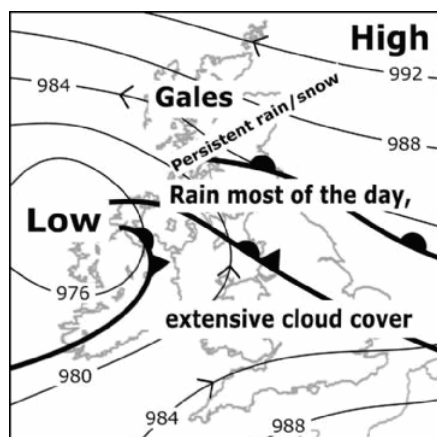 High
992
984
Gales
988
Persistent rain/snow
Rain most of the day,
Low
976
extensive cloud cover
980
984
988